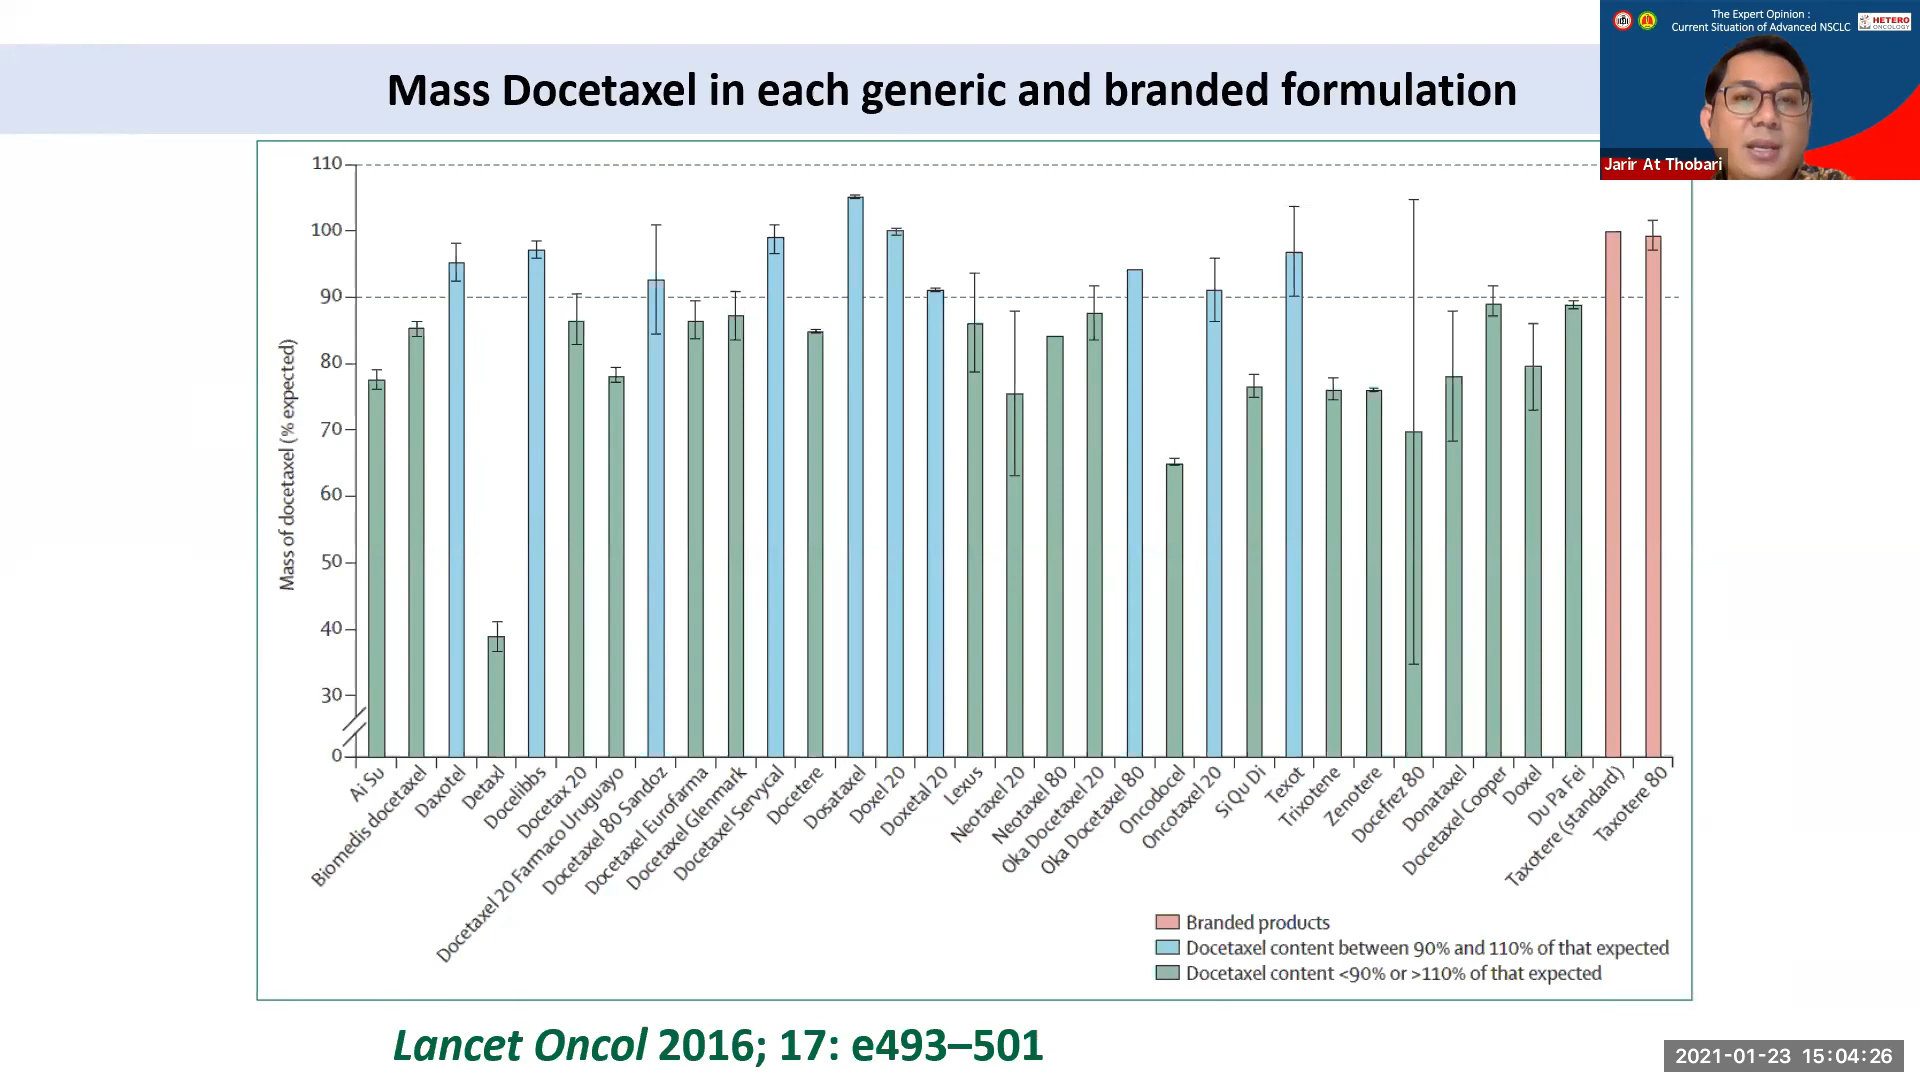 The Expert Opinion :
Current Situation of Advanced NSCLC
HETERO
ONCOLOGY
Jarir At Thobari
Mass Docetaxel in each generic and branded formulation
Mass of docetaxel (% expected)
110
100
90
80
70
60
50
40
30
0
Ai Su
Biomedis docetaxel
Daxotel
Detaxl
Docelibbs
Docetax 20
Docetaxel 20 Farmaco Uruguayo
Docetaxel 80 Sandoz
Docetaxel Eurofarma
Docetaxel Glenmark
Docetaxel Servycal
Docetere
Dosataxel
Doxel 20
Doxetal 20
Lexus
Neotaxel 20
Neotaxel 80
Oka Docetaxel 20
Oka Docetaxel 80
Oncodocel
Oncotaxel 20
Si Qu Di
Texot
Trixotene
Zenotere
Docefrez 80
Donataxel
Docetaxel Cooper
Doxel
Du Pa Fei
Taxotere (standard)
Taxotere 80
Branded products
Docetaxel content between 90% and 110% of that expected
Docetaxel content <90% or >110% of that expected
Lancet Oncol 2016; 17: e493–501
2021-01-23 15:04:26